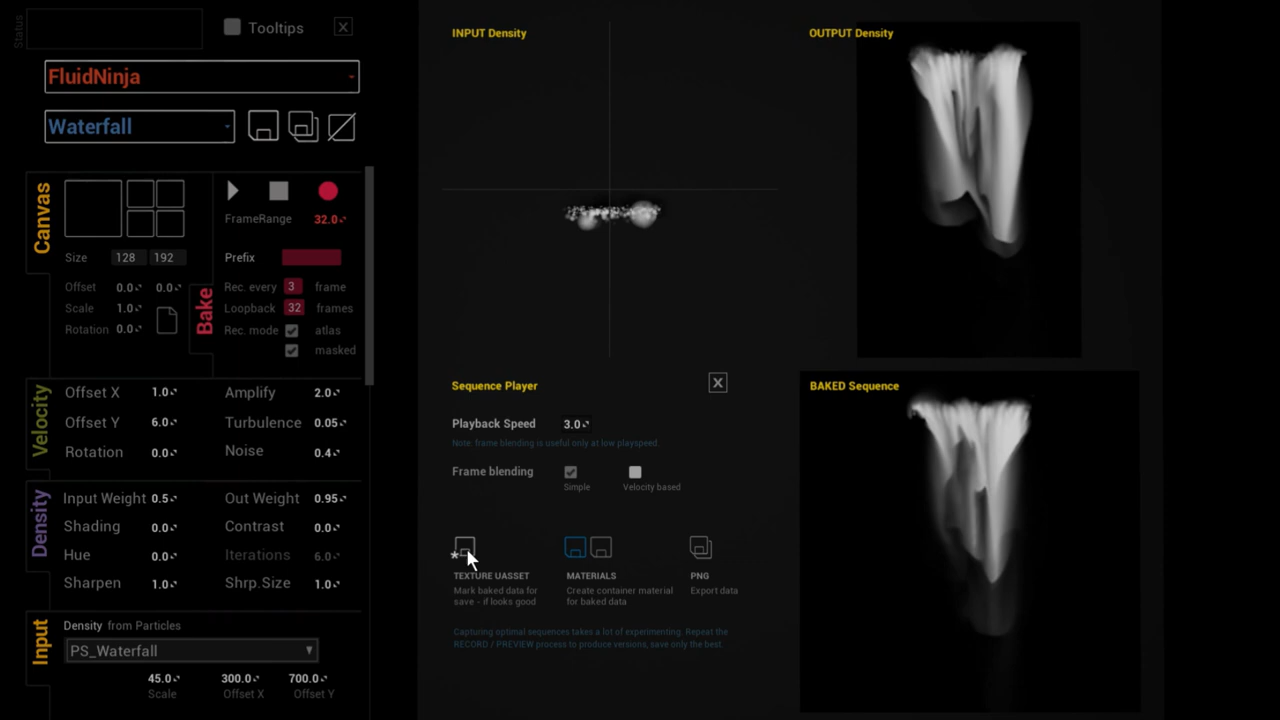 Status
Tooltips
FluidNinja
Waterfall
Canvas
Size 128 192
Offset 0.0 0.0
Scale 1.0
Rotation 0.0
Bake
FrameRange 32.0
Prefix
Rec. every 3 frame
Loopback 32 frames
Rec. mode atlas
masked
Velocity
Offset X 1.0 Amplify 2.0
Offset Y 6.0 Turbulence 0.05
Rotation 0.0 Noise 0.4
Density
Input Weight 0.5 Out Weight 0.95
Shading 0.0 Contrast 0.0
Hue 0.0 Iterations 6.0
Sharpen 1.0 Shrp.Size 1.0
Input
Density from Particles
PS_Waterfall
45.0 300.0 700.0
Scale Offset X Offset Y
INPUT Density
OUTPUT Density
Sequence Player
Playback Speed 3.0
Note: frame blending is useful only at low playspeed.
Frame blending
Simple Velocity based
TEXTURE UASSET
Mark baked data for
save - if looks good
MATERIALS
Create container material
for baked data
PNG
Export data
Capturing optimal sequences takes a lot of experimenting. Repeat the
RECORD / PREVIEW process to produce versions, save only the best.
BAKED Sequence